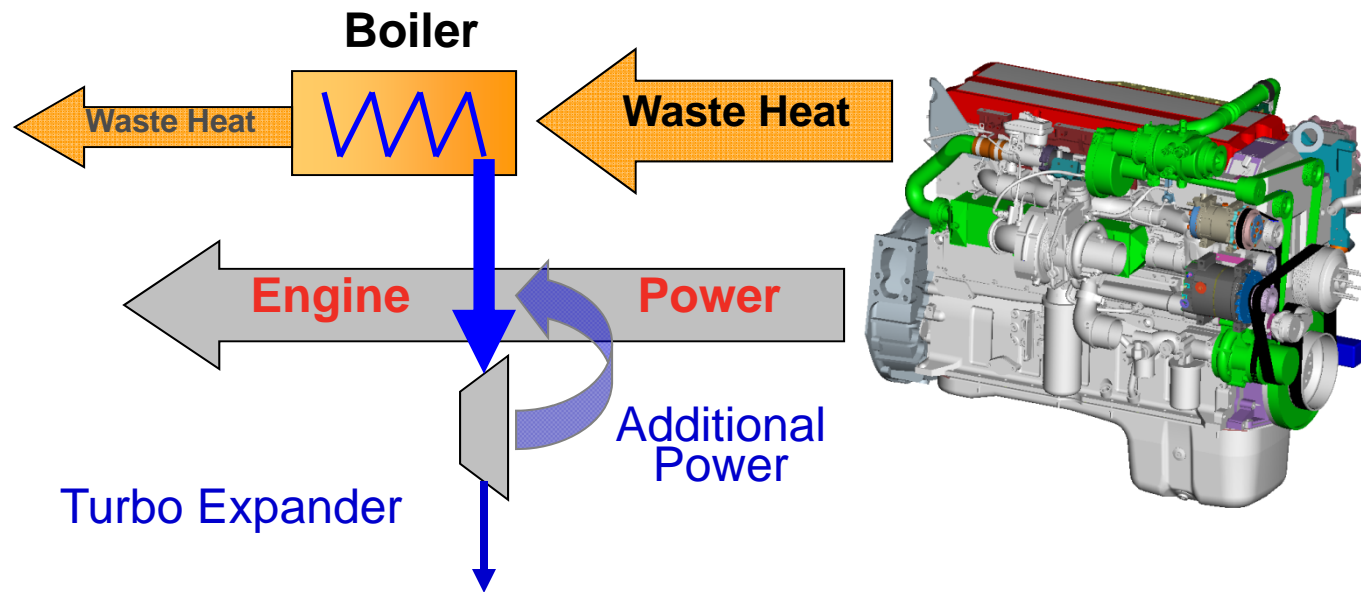 Boiler
Waste Heat
Waste Heat
Engine Power
Additional
Power
Turbo Expander